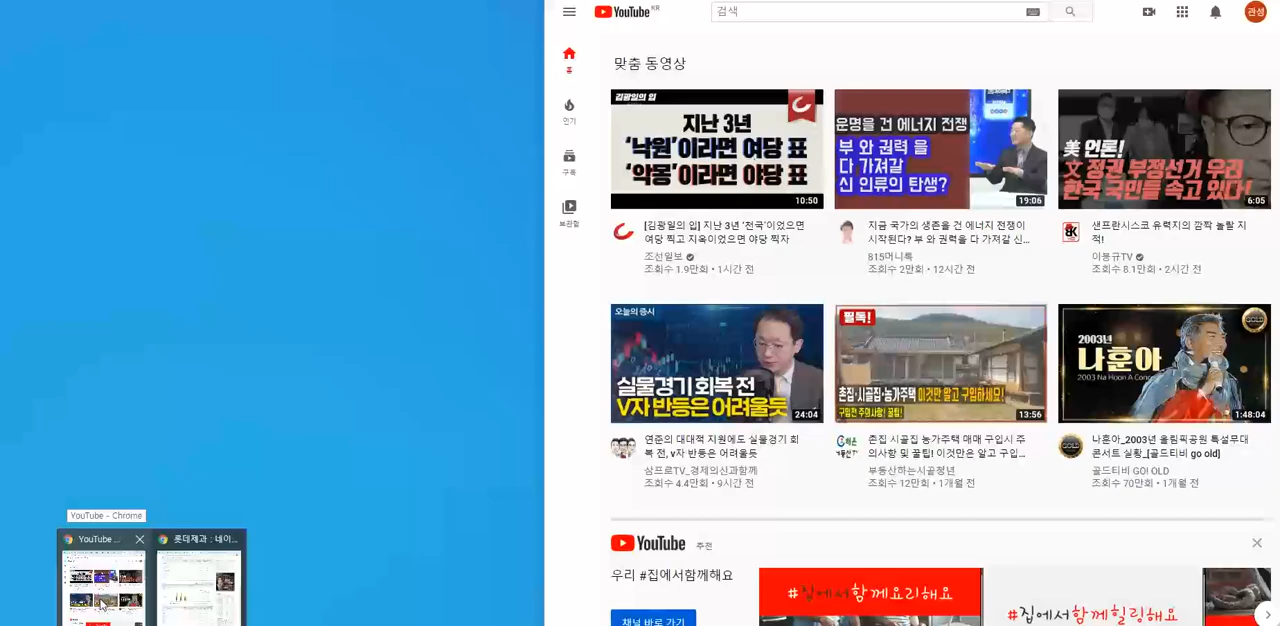 YouTube KR
검색
관성
홈
맞춤 동영상
인기
구독
보관함
김광일의 입
지난 3년
'낙원'이라면 여당 표
'악몽'이라면 야당 표
10:50
[김광일의 입] 지난 3년 '천국'이었으면
여당 찍고 지옥이었으면 야당 찍자
조선일보
조회수 1.9만회 • 1시간 전
운명을 건 에너지 전쟁
부 와 권력 을
다 가져갈
신 인류의 탄생?
19:06
지금 국가의 생존을 건 에너지 전쟁이
시작된다? 부 와 권력을 다 가져갈 신...
815머니톡
조회수 2만회 • 12시간 전
美 언론!
文 정권 부정선거 우리
한국 국민들 속고 있다!
6:05
샌프란시스코 유력지의 깜짝 놀랄 지
적!
이봉규TV
조회수 8.1만회 • 2시간 전
오늘의 증시
실물경기 회복 전
V자 반등은 어려울듯
24:04
연준의 대대적 지원에도 실물경기 회
복 전, v자 반등은 어려울듯
삼프로TV_경제의신과함께
조회수 4.4만회 • 9시간 전
필독!
촌집·시골집·농가주택 이것만 알고 구입하세요!
구입전 주의사항! 꿀팁!
13:56
촌집 시골집 농가주택 매매 구입시 주
의사항 및 꿀팁! 이것만은 알고 구입...
부동산하는시골청년
조회수 12만회 • 1개월 전
GOLD
2003년
나훈아
2003 Na Hoon A Conc
1:48:04
GOLD
나훈아_2003년 올림픽공원 특설무대
콘서트 실황_[골드티비 go old]
골드티비 GO! OLD
조회수 70만회 • 1개월 전
YouTube - Chrome
YouTube ...
롯데제과 : 네이...
YouTube 추천
우리 #집에서함께해요
채널 바로 가기
#집에서함께요리해요
#집에서함께힐링해요